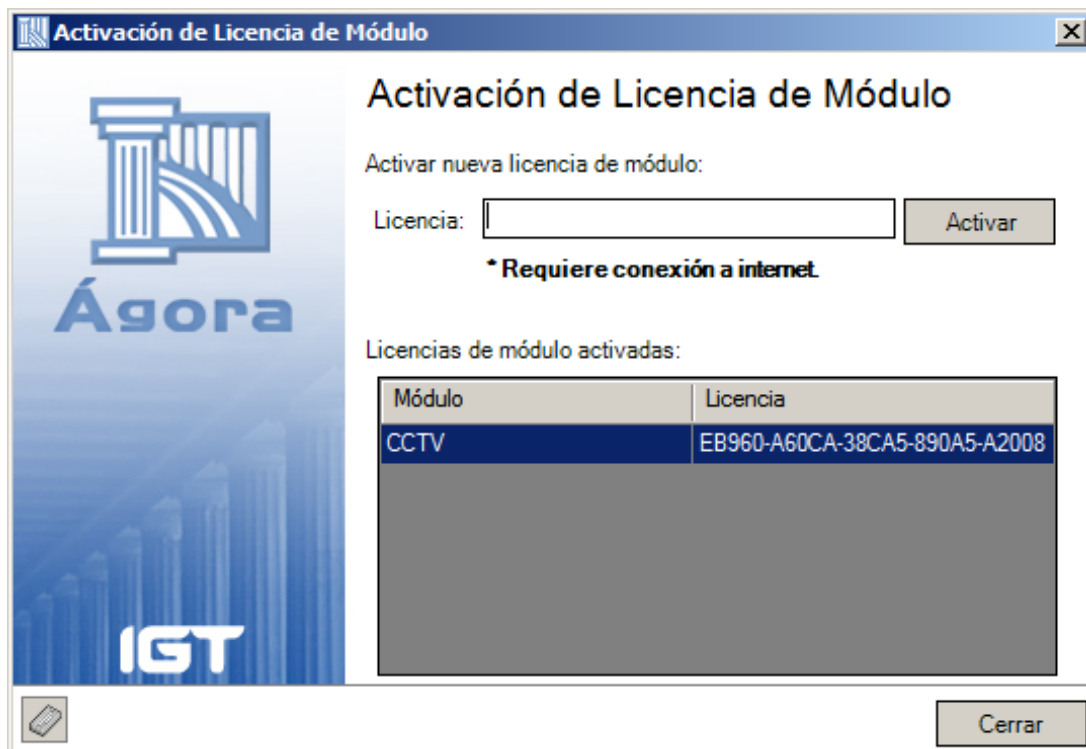 Activación de Licencia de Módulo
Activación de Licencia de Módulo
Activar nueva licencia de módulo:
Licencia:
Activar
* Requiere conexión a internet.
Ágora
Licencias de módulo activadas:
Módulo Licencia
CCTV EB960-A60CA-38CA5-890A5-A2008
IGT
Cerrar